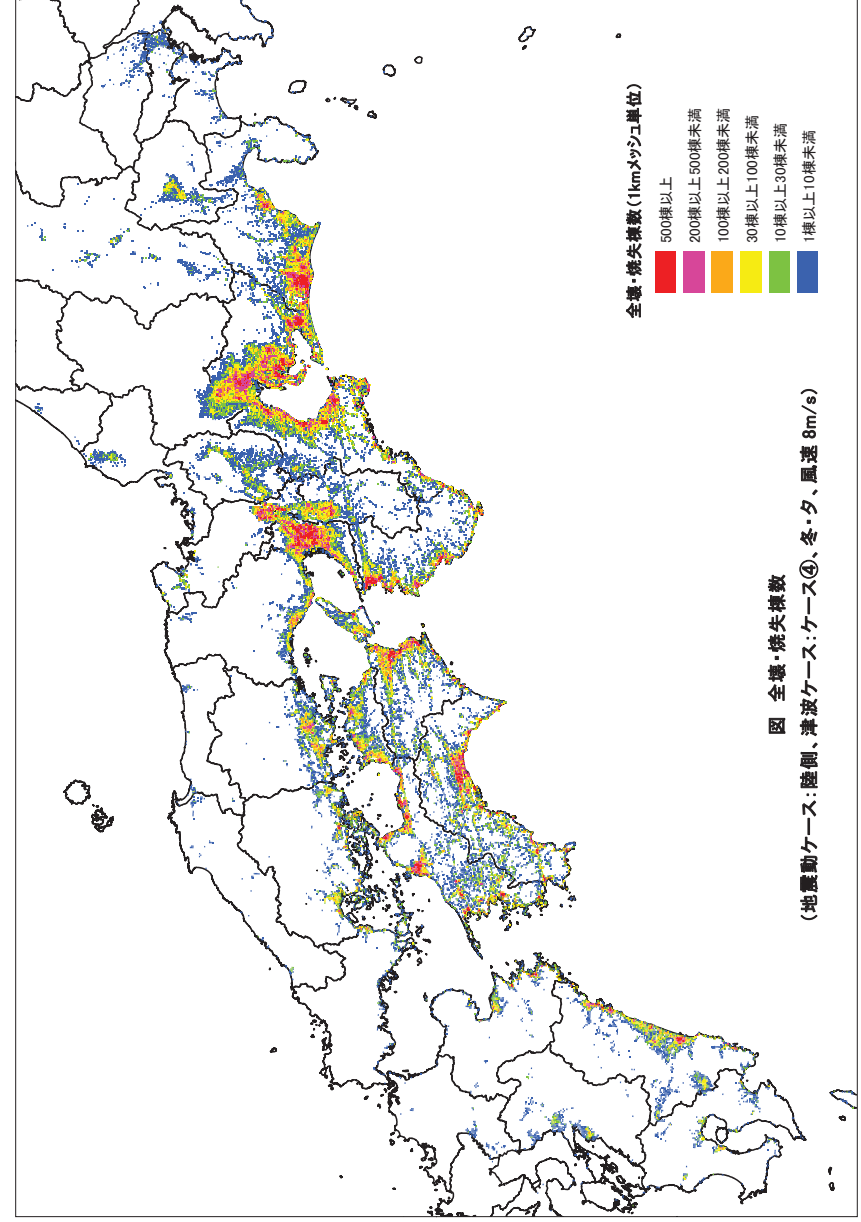 全壊・焼失棟数(1kmメッシュ単位)
500棟以上
200棟以上500棟未満
100棟以上200棟未満
30棟以上100棟未満
10棟以上30棟未満
1棟以上10棟未満
図 全壊・焼失棟数
(地震動ケース:陸側、津波ケース:ケース④、冬・夕、風速 8m/s)